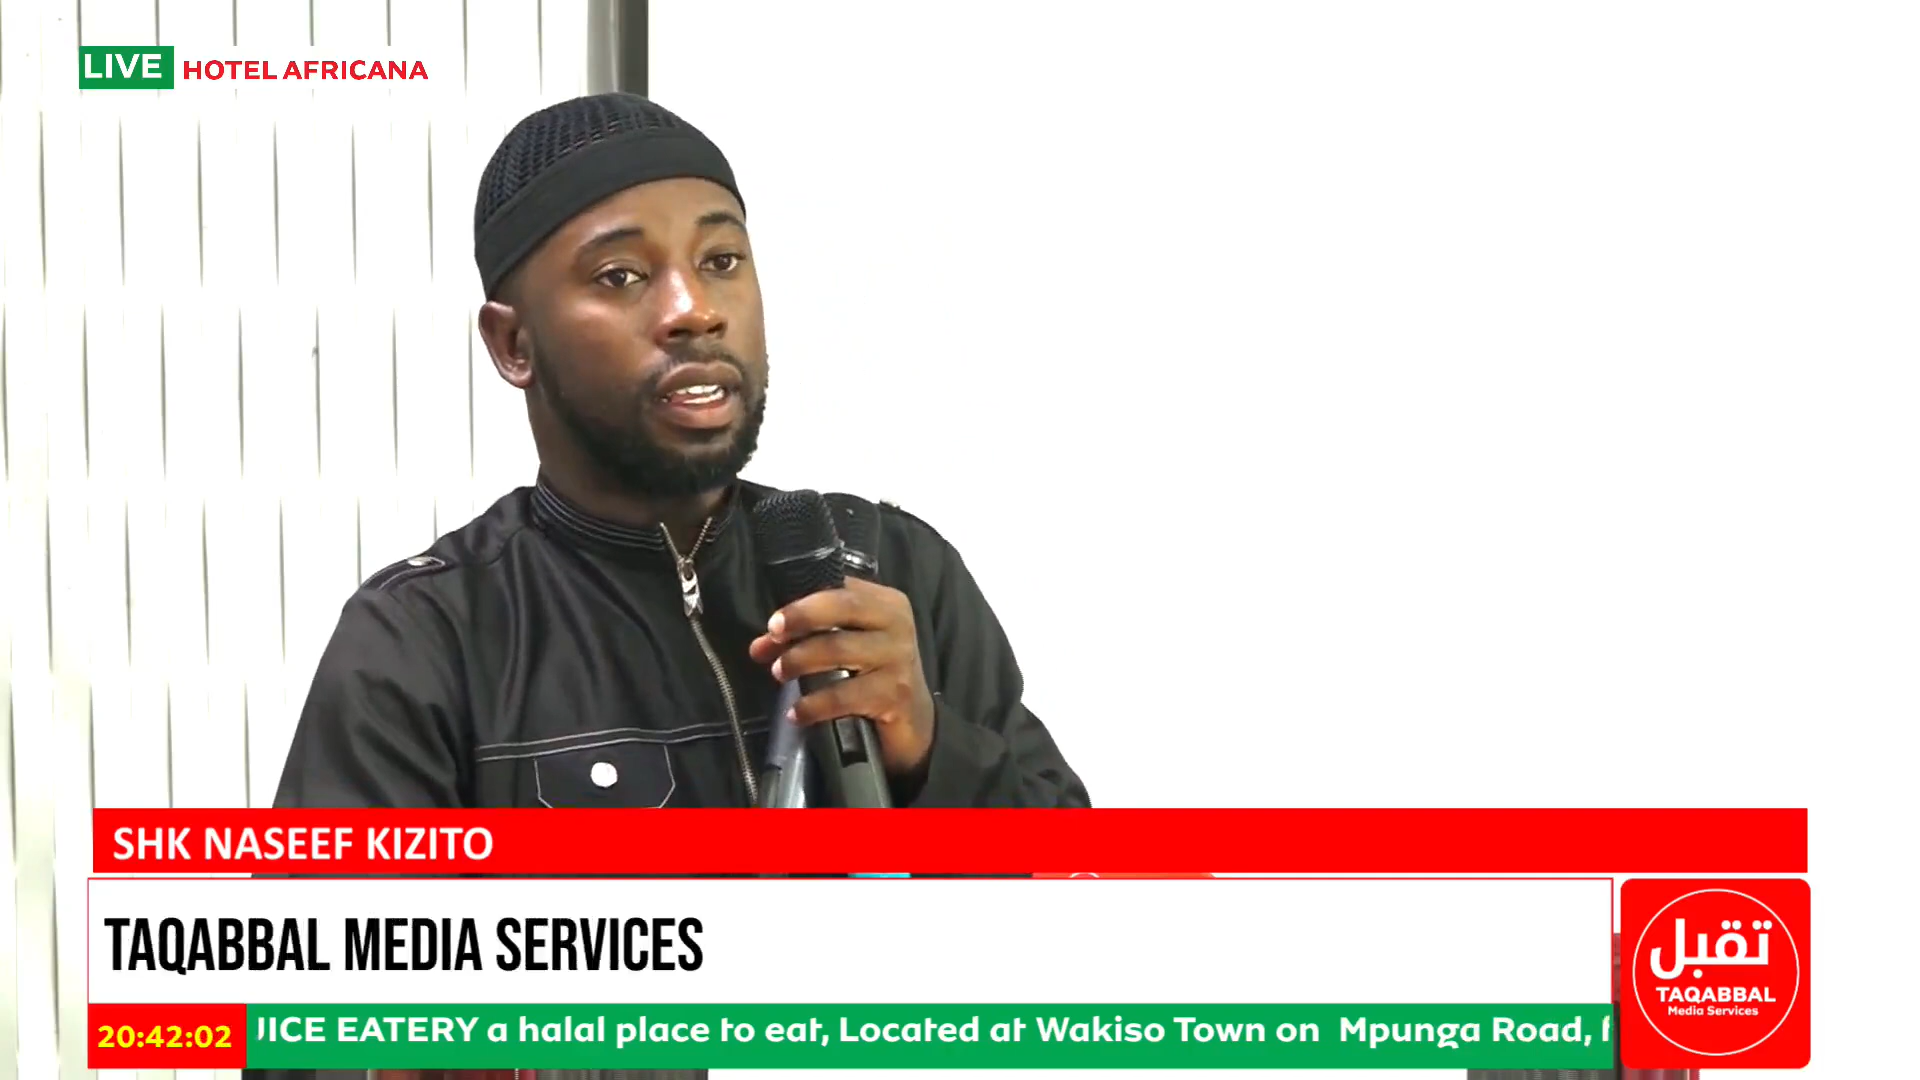 LIVE HOTEL AFRICANA
SHK NASEEF KIZITO
TAQABBAL MEDIA SERVICES
تقبل
TAQABBAL
Media Services
20:42:02 EATERY a halal place to eat, Located at Wakiso Town on Mpunga Road,